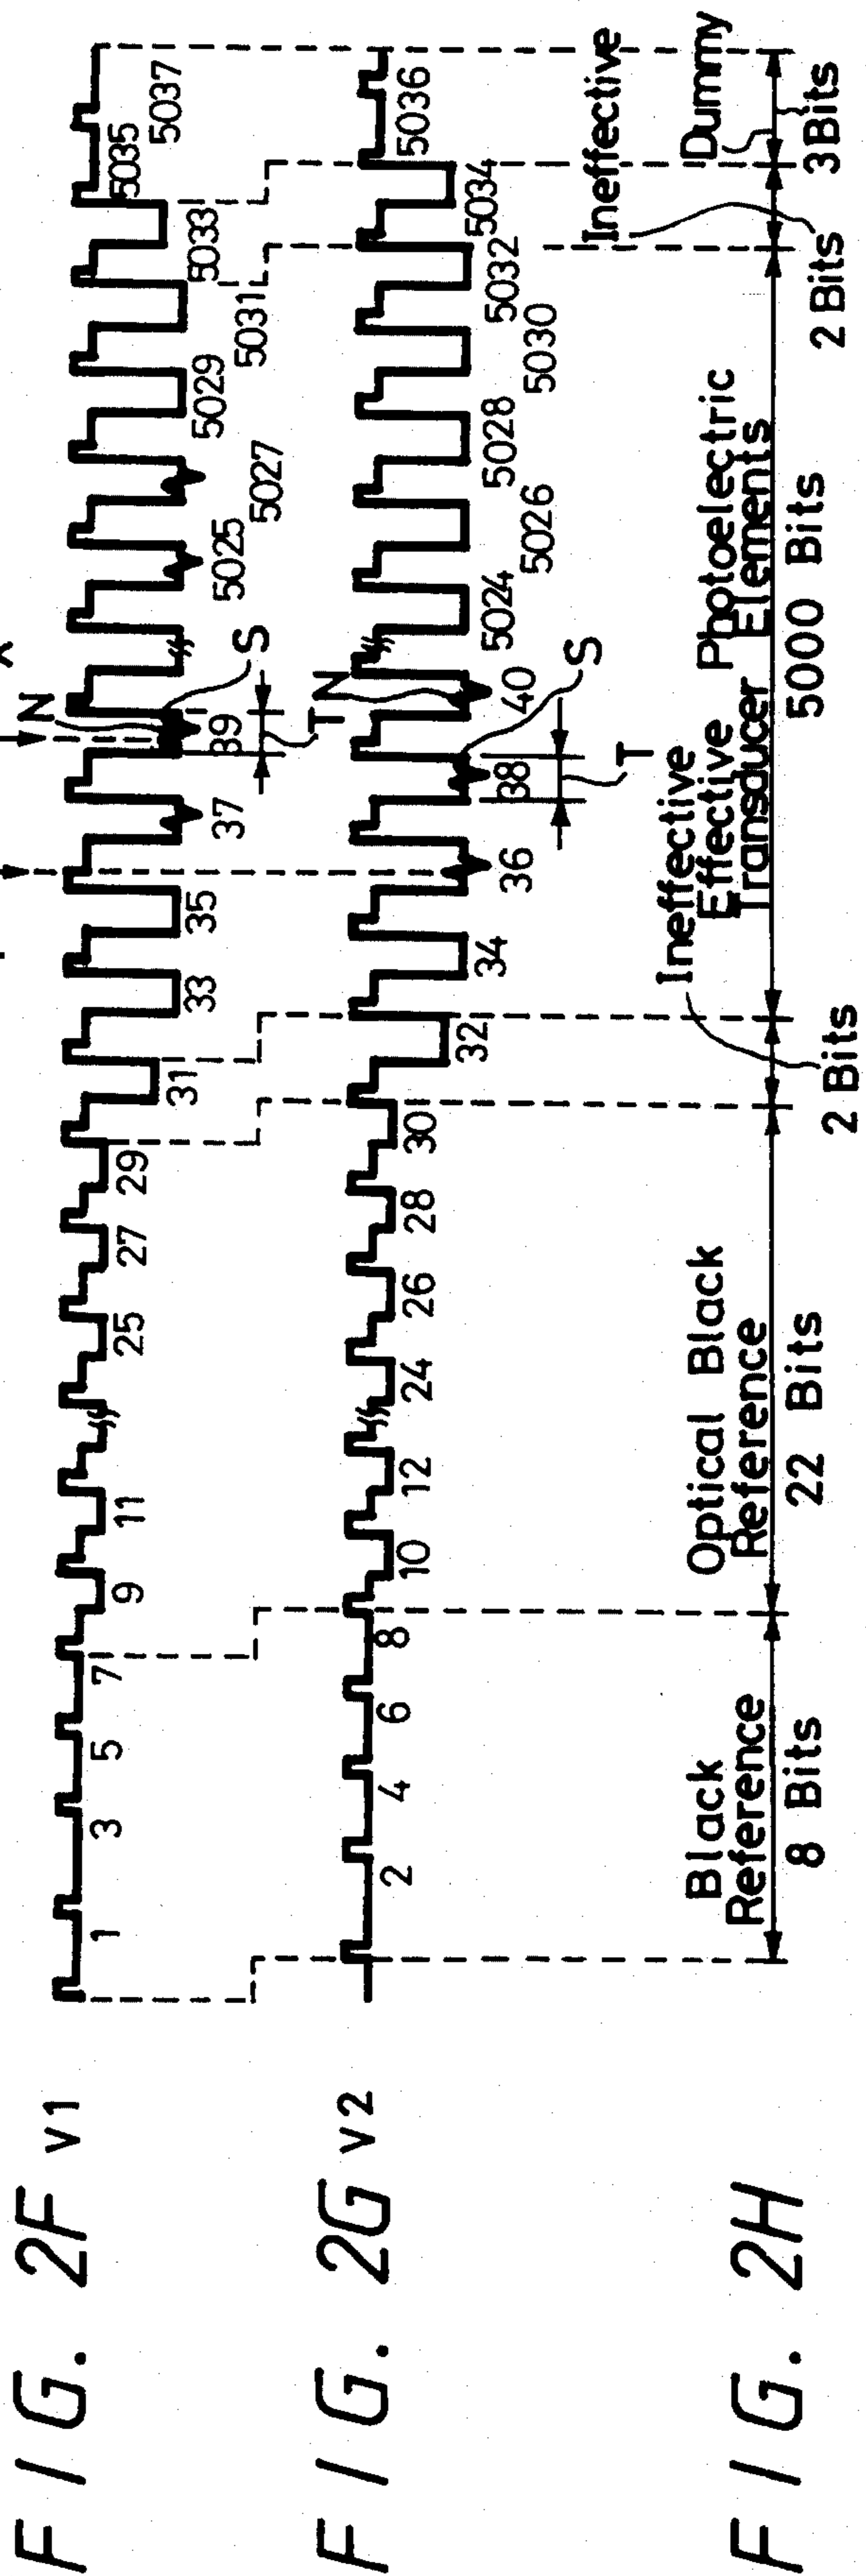 FIG. 2F v1
1 3 5 7 9 11 25 27 29 31 33 35 37 39 5025 5027 5029 5031 5033 5035 5037
N
S
T
FIG. 2G v2
2 4 6 8 10 12 24 26 28 30 32 34 36 38 40 5024 5026 5028 5030 5032 5034 5036
N
S
T
FIG. 2H
Black
Reference
8 Bits
Optical Black
Reference
22 Bits
Ineffective
2 Bits
Effective Photoelectric
Transducer Elements
5000 Bits
Ineffective
2 Bits
Dummy
3 Bits